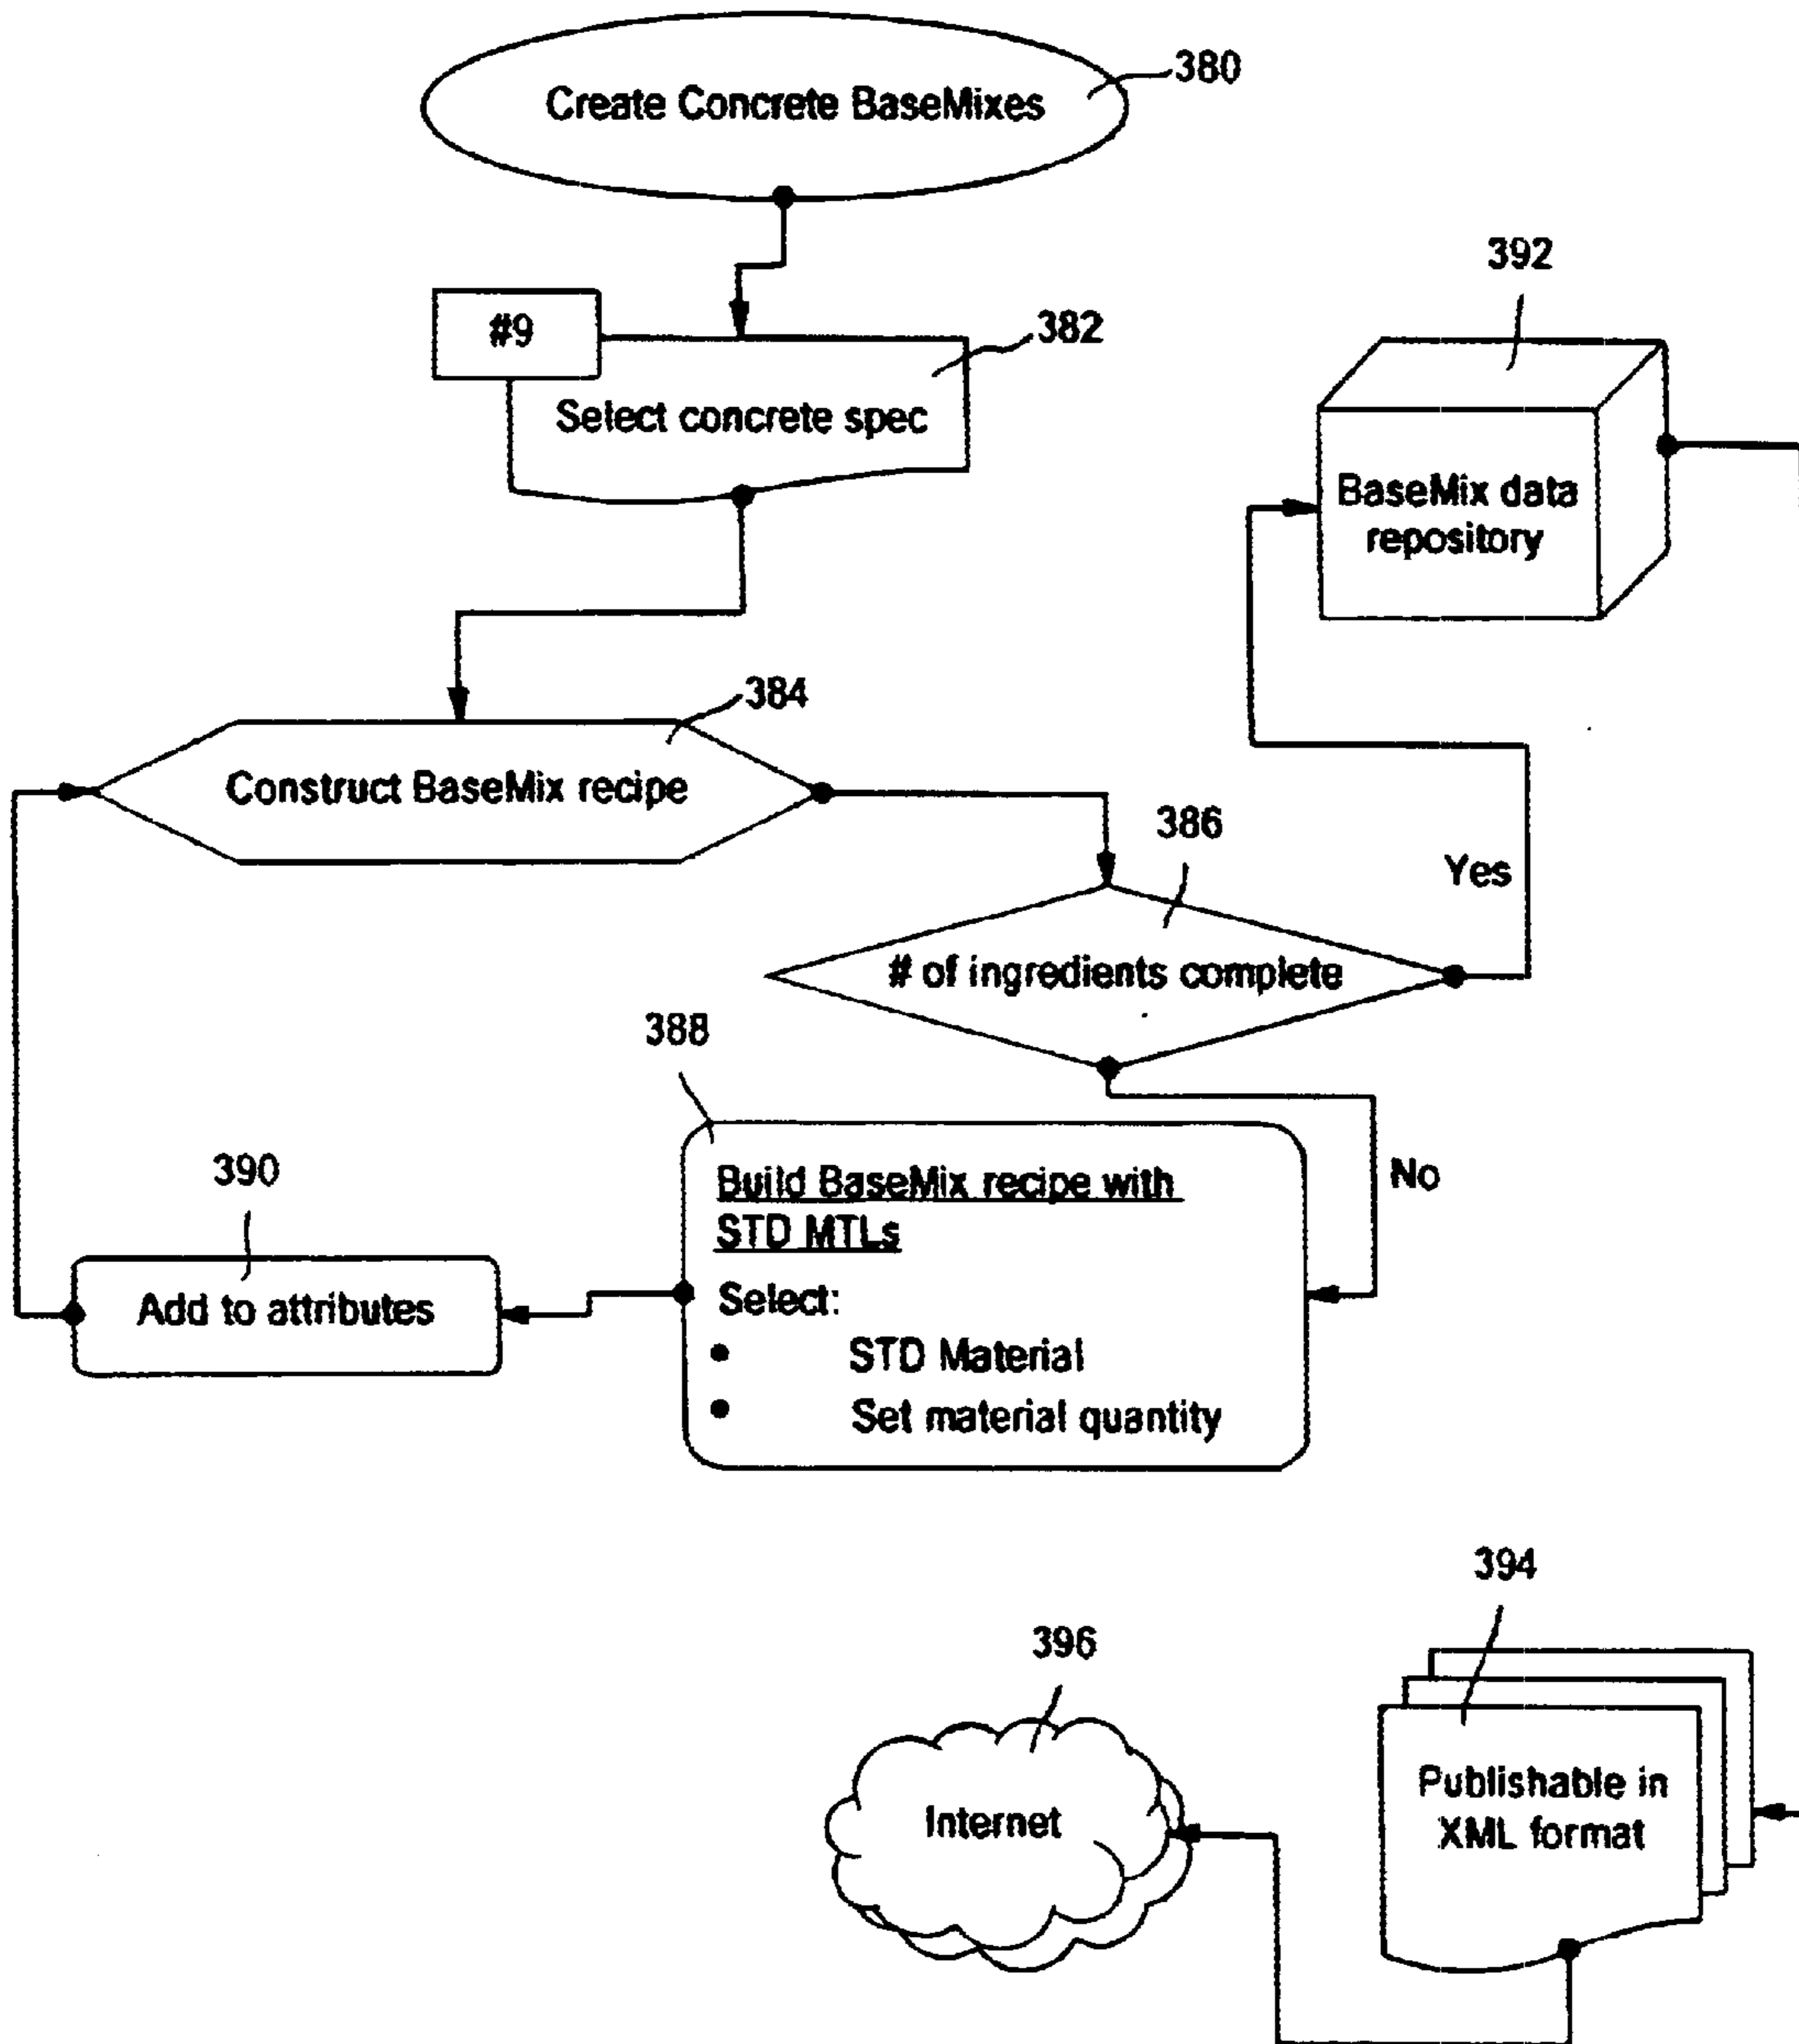 380
Create Concrete BaseMixes
#9
382
Select concrete spec
392
BaseMix data
repository
384
Construct BaseMix recipe
386
Yes
# of ingredients complete
388
No
Build BaseMix recipe with
STD MTLs
Select:
• STD Material
• Set material quantity
390
Add to attributes
394
Publishable in
XML format
396
Internet